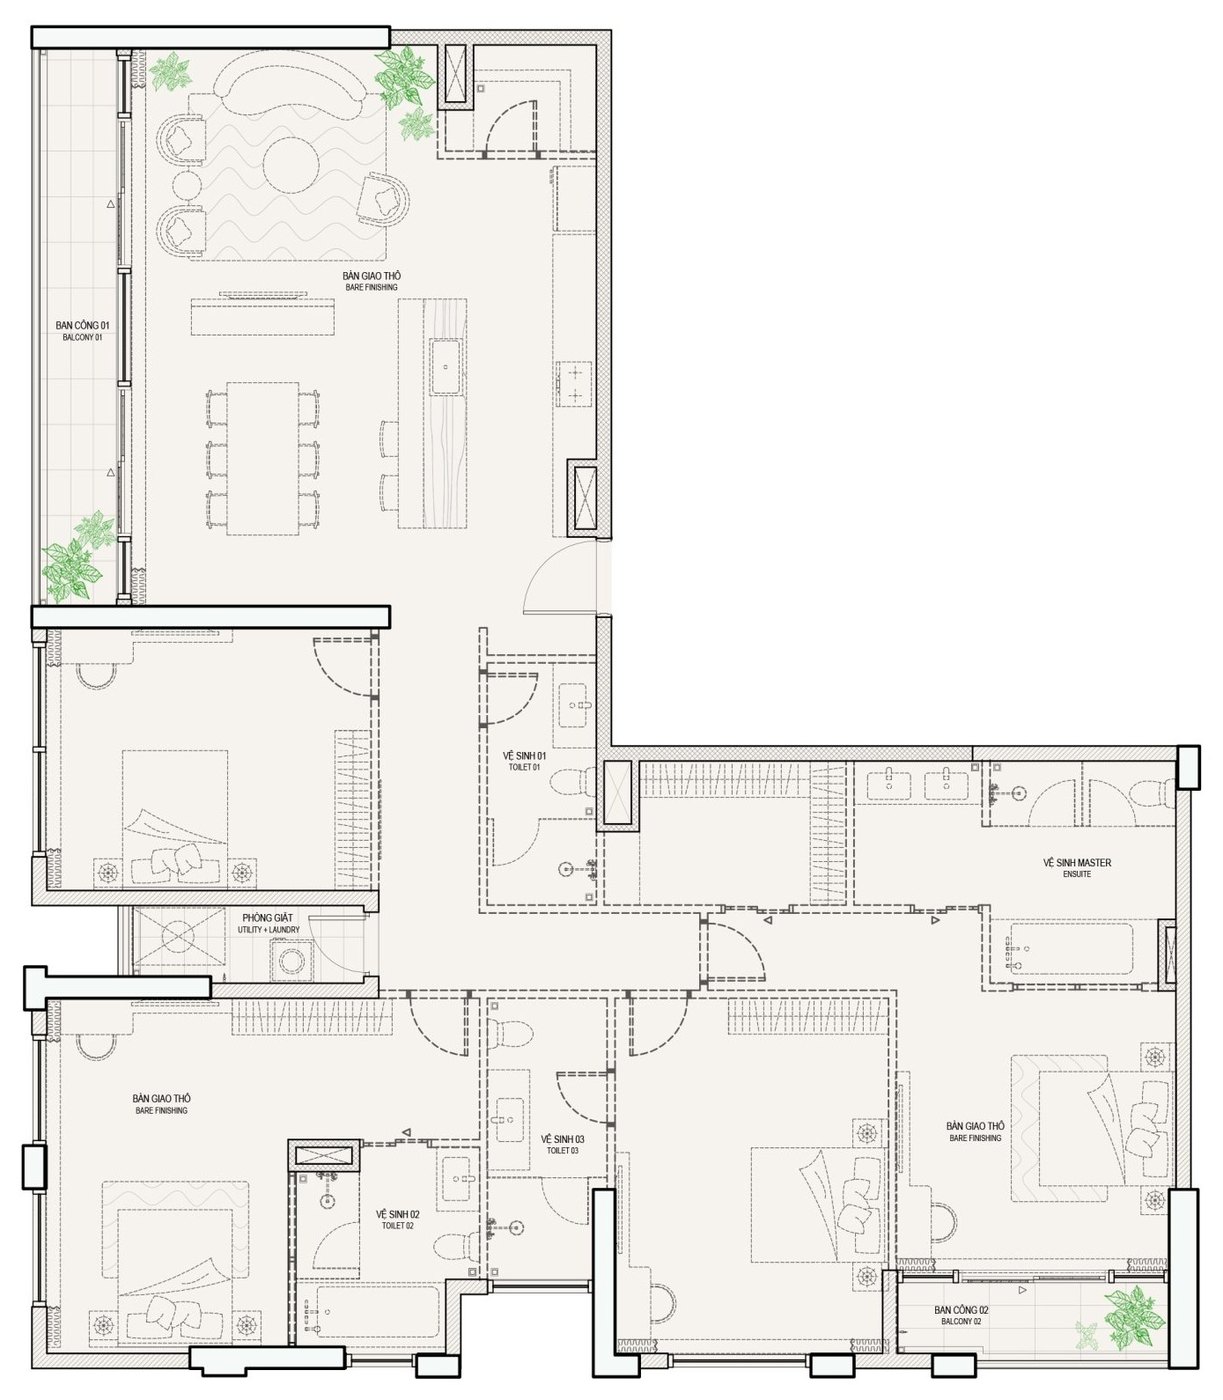 BÀN GIAO THÔ
BARE FINISHING
BAN CÔNG 01
BALCONY 01
VỆ SINH 01
TOILET 01
VỆ SINH MASTER
ENSUITE
PHÒNG GIẶT
UTILITY + LAUNDRY
BÀN GIAO THÔ
BARE FINISHING
BÀN GIAO THÔ
BARE FINISHING
VỆ SINH 03
TOILET 03
VỆ SINH 02
TOILET 02
BAN CÔNG 02
BALCONY 02